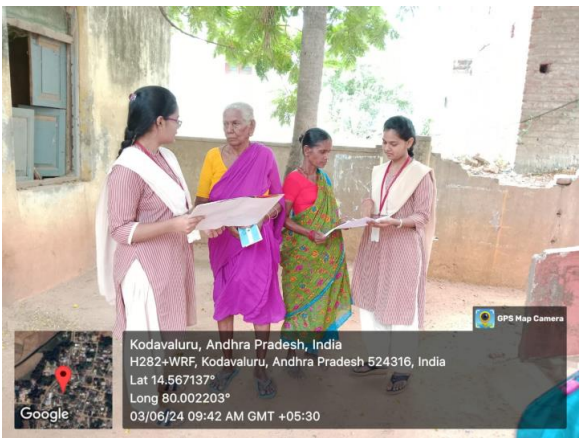 GPS Map Camera
Kodavaluru, Andhra Pradesh, India
H282+WRF, Kodavaluru, Andhra Pradesh 524316, India
Lat 14.567137°
Long 80.002203°
03/06/24 09:42 AM GMT +05:30
Google